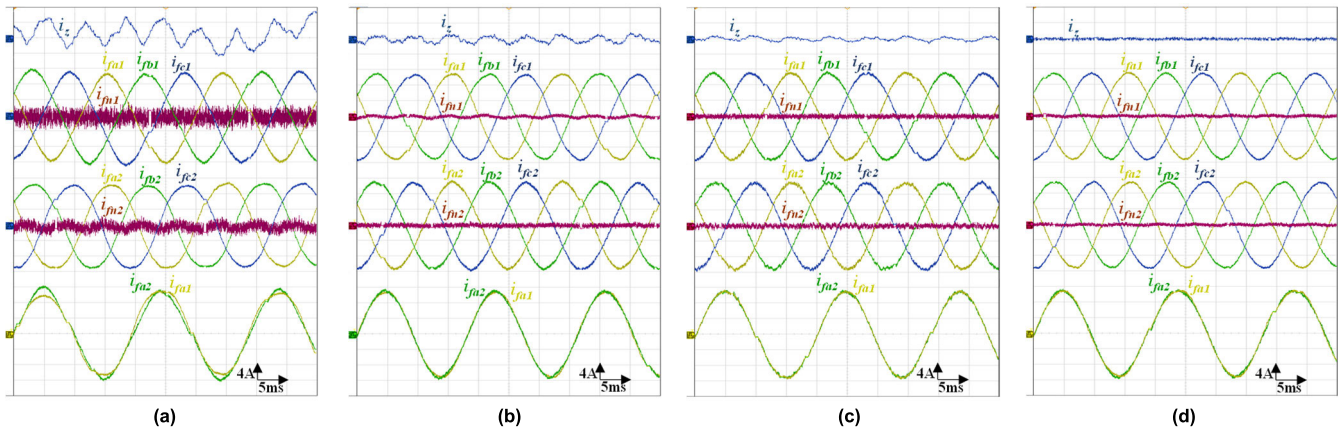 i_z
i_fa1 i_fb1 i_fc1
i_fn1
i_fa2 i_fb2 i_fc2
i_fn2
i_fa2 i_fa1
4A
5ms
(a)
i_z
i_fa1 i_fb1 i_fc1
i_fn1
i_fa2 i_fb2 i_fc2
i_fn2
i_fa2 i_fa1
4A
5ms
(b)
i_z
i_fa1 i_fb1 i_fc1
i_fn1
i_fa2 i_fb2 i_fc2
i_fn2
i_fa2 i_fa1
4A
5ms
(c)
i_z
i_fa1 i_fb1 i_fc1
i_fn1
i_fa2 i_fb2 i_fc2
i_fn2
i_fa2 i_fa1
4A
5ms
(d)